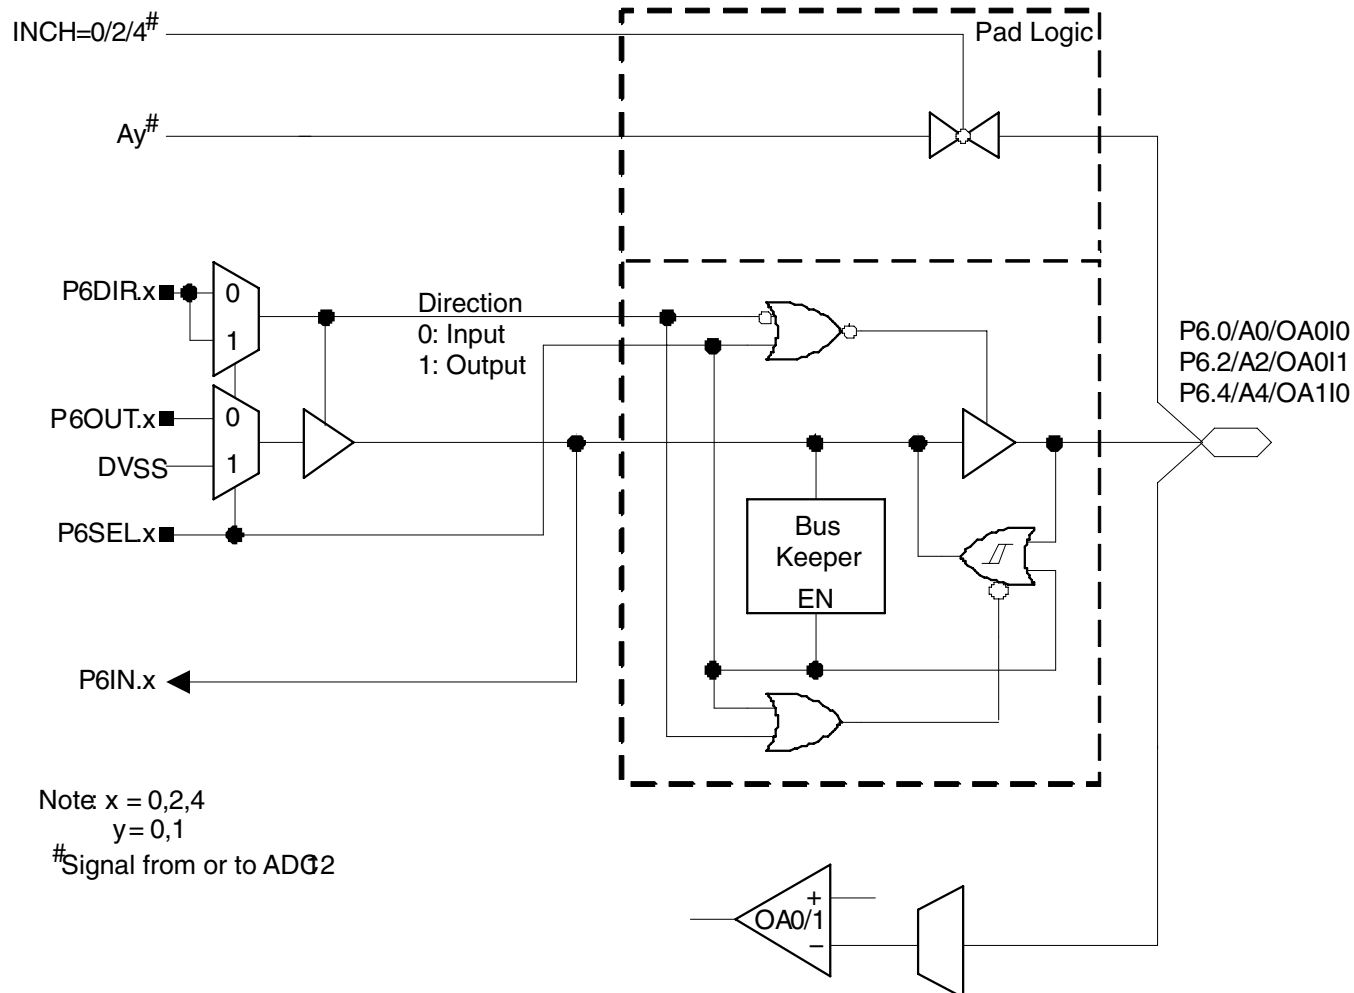 INCH=0/2/4#
Pad Logic
Ay#
P6DIR.x
0
1
Direction
0: Input
1: Output
P6.0/A0/OA0I0
P6.2/A2/OA0I1
P6.4/A4/OA1I0
P6OUT.x
0
DVSS
1
P6SEL.x
Bus
Keeper
EN
P6IN.x
Note: x = 0,2,4
y = 0,1
#Signal from or to ADC12
+
OA0/1
−